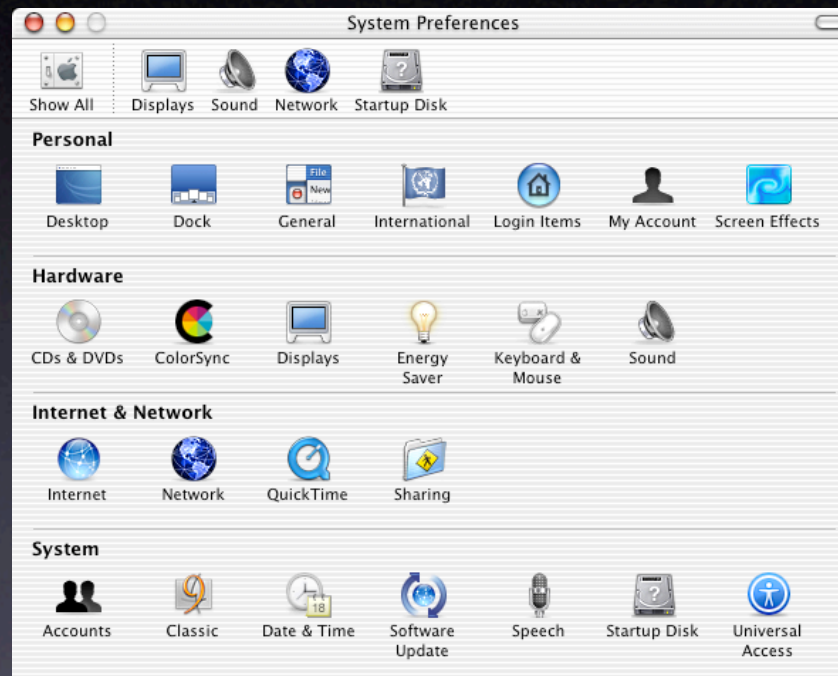 System Preferences
Show All Displays Sound Network Startup Disk
Personal
File
New
Desktop Dock General International Login Items My Account Screen Effects
Hardware
CDs & DVDs ColorSync Displays Energy Saver Keyboard & Mouse Sound
Internet & Network
Internet Network QuickTime Sharing
System
18
Accounts Classic Date & Time Software Update Speech Startup Disk Universal Access